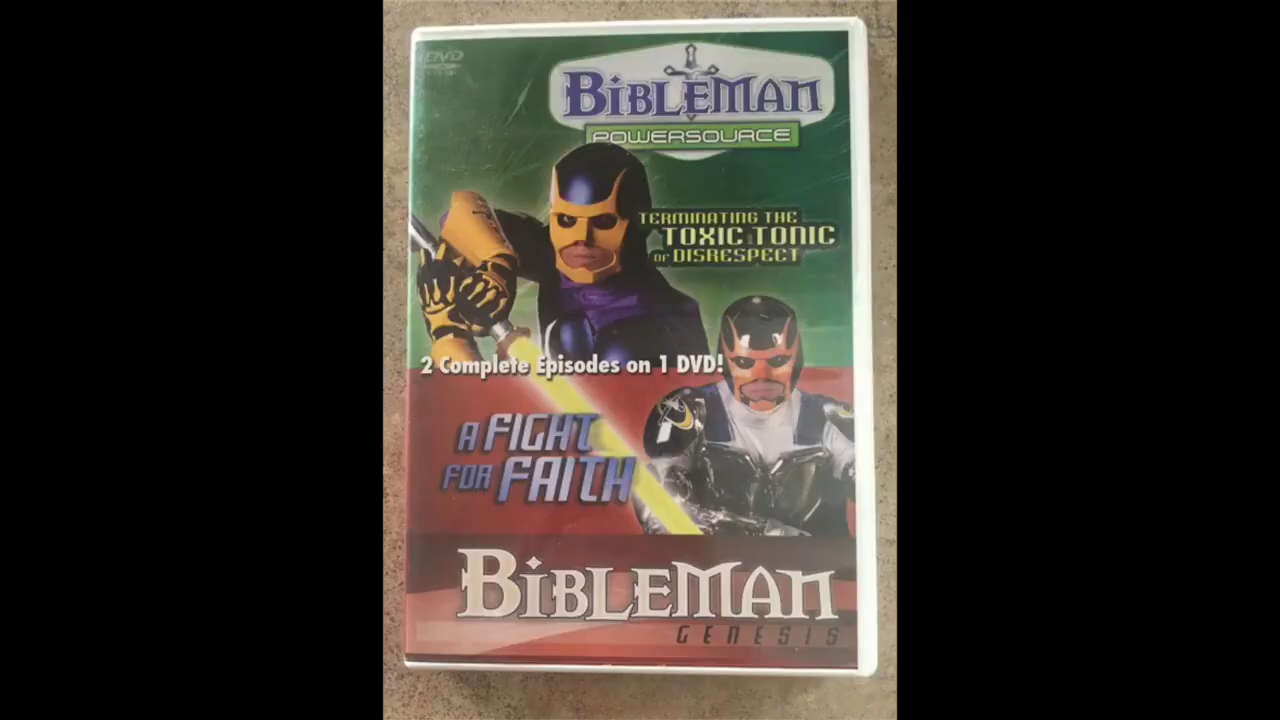 DVD
BIBLEMAN
POWERSOURCE
TERMINATING THE
TOXIC TONIC
OF DISRESPECT
2 Complete Episodes on 1 DVD!
A FIGHT
FOR FAITH
BIBLEMAN
GENESIS